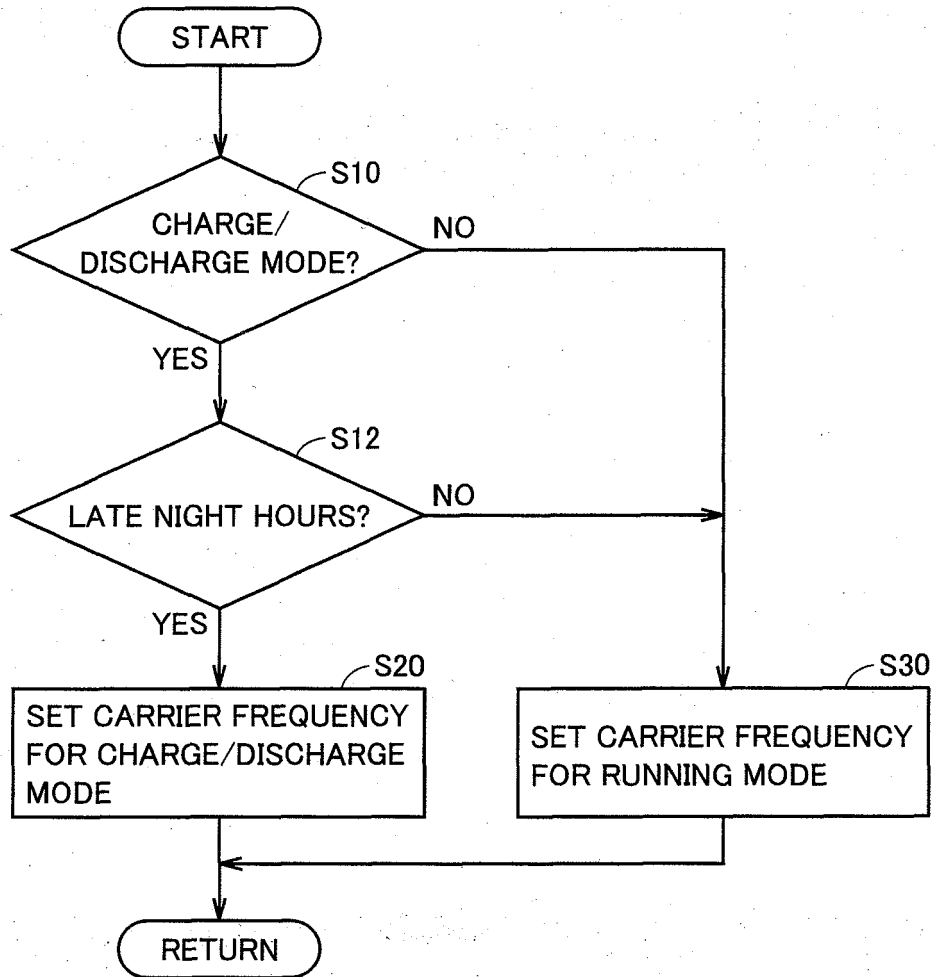 START
S10
CHARGE/
DISCHARGE MODE?
NO
YES
S12
LATE NIGHT HOURS?
NO
YES
S20
SET CARRIER FREQUENCY
FOR CHARGE/DISCHARGE
MODE
S30
SET CARRIER FREQUENCY
FOR RUNNING MODE
RETURN